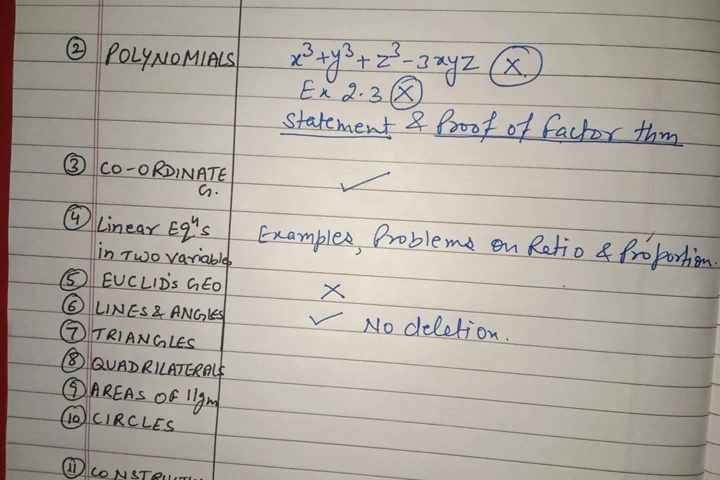 ② POLYNOMIALS x³+y³+z³-3xyz ⓧ
Ex 2.3 ⓧ
Statement & Proof of factor thm
③ CO-ORDINATE G. ✓
④ Linear Eqⁿs in Two Variables Examples, Problems on Ratio & Proportion.
⑤ EUCLID's GEO ×
⑥ LINES & ANGLES ✓ No deletion.
⑦ TRIANGLES
⑧ QUADRILATERALS
⑨ AREAS OF llgm
⑩ CIRCLES
⑪